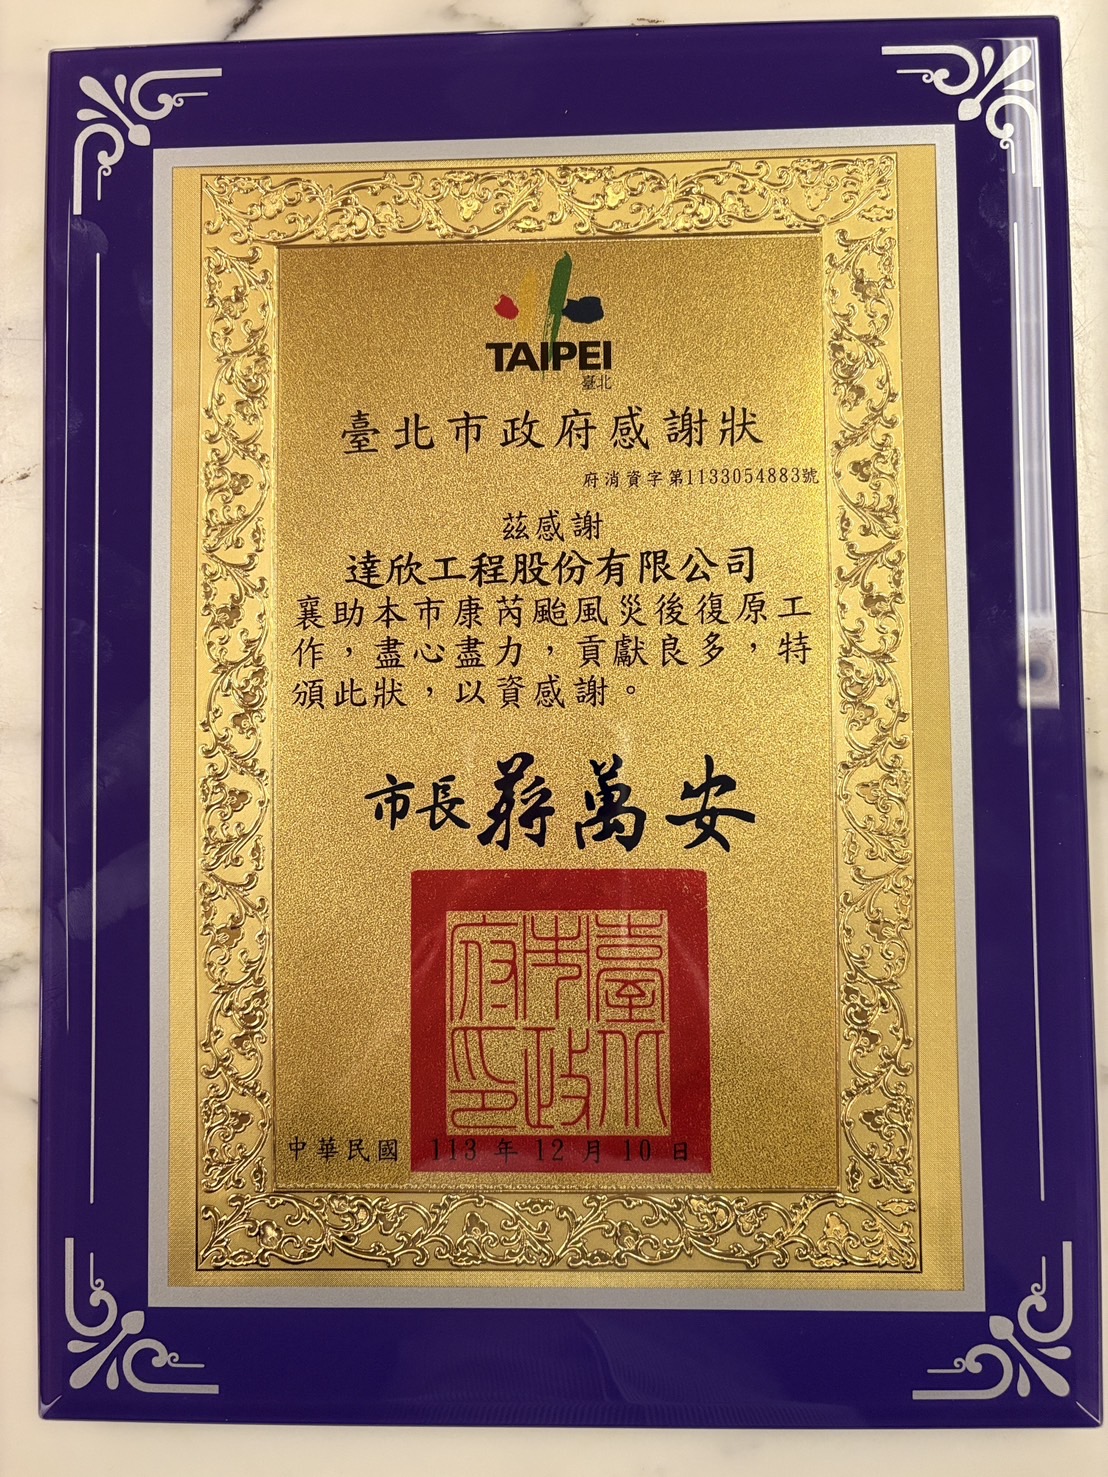 TAIPEI
臺北
臺北市政府感謝狀
府消資字第1133054883號
茲感謝
達欣工程股份有限公司
襄助本市康芮颱風災後復原工
作，盡心盡力，貢獻良多，特
頒此狀，以資感謝。
市長蔣萬安
臺北市政府印
中華民國 113 年 12 月 10 日